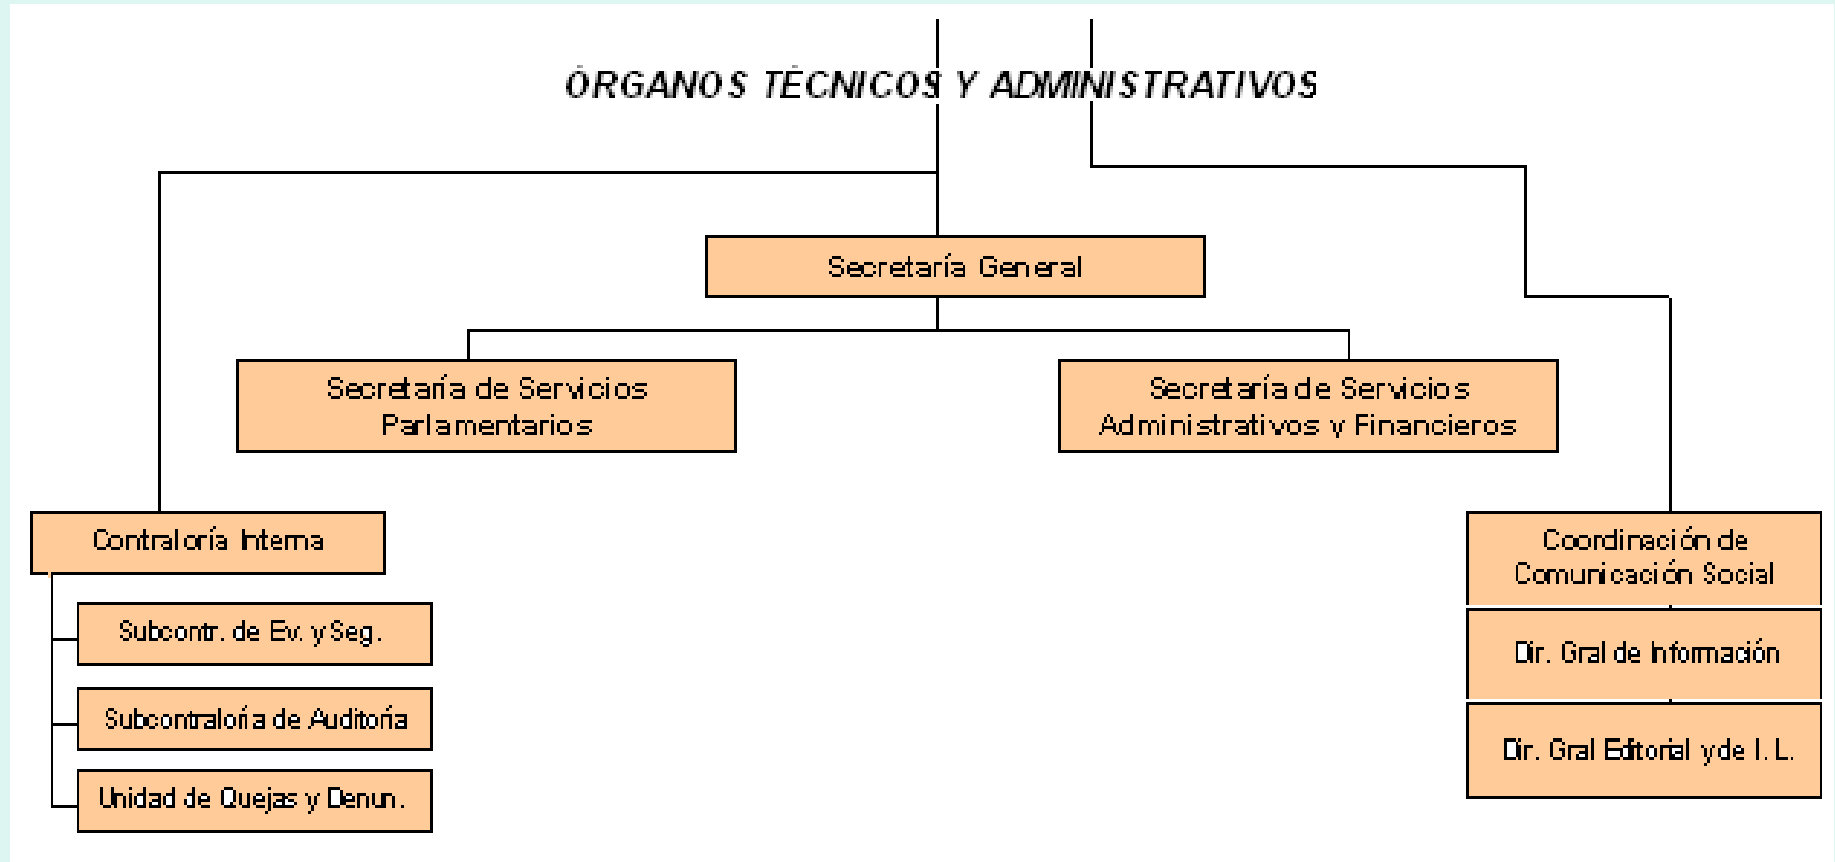 ÓRGANOS TÉCNICOS Y ADMINISTRATIVOS
Secretaría General
Secretaría de Servicios
Parlamentarios
Secretaría de Servicios
Administrativos y Financieros
Contraloría Interna
Subcontr. de Ev. y Seg.
Subcontraloría de Auditoría
Unidad de Quejas y Denun.
Coordinación de
Comunicación Social
Dir. Gral de Información
Dir. Gral Editorial y de I. L.